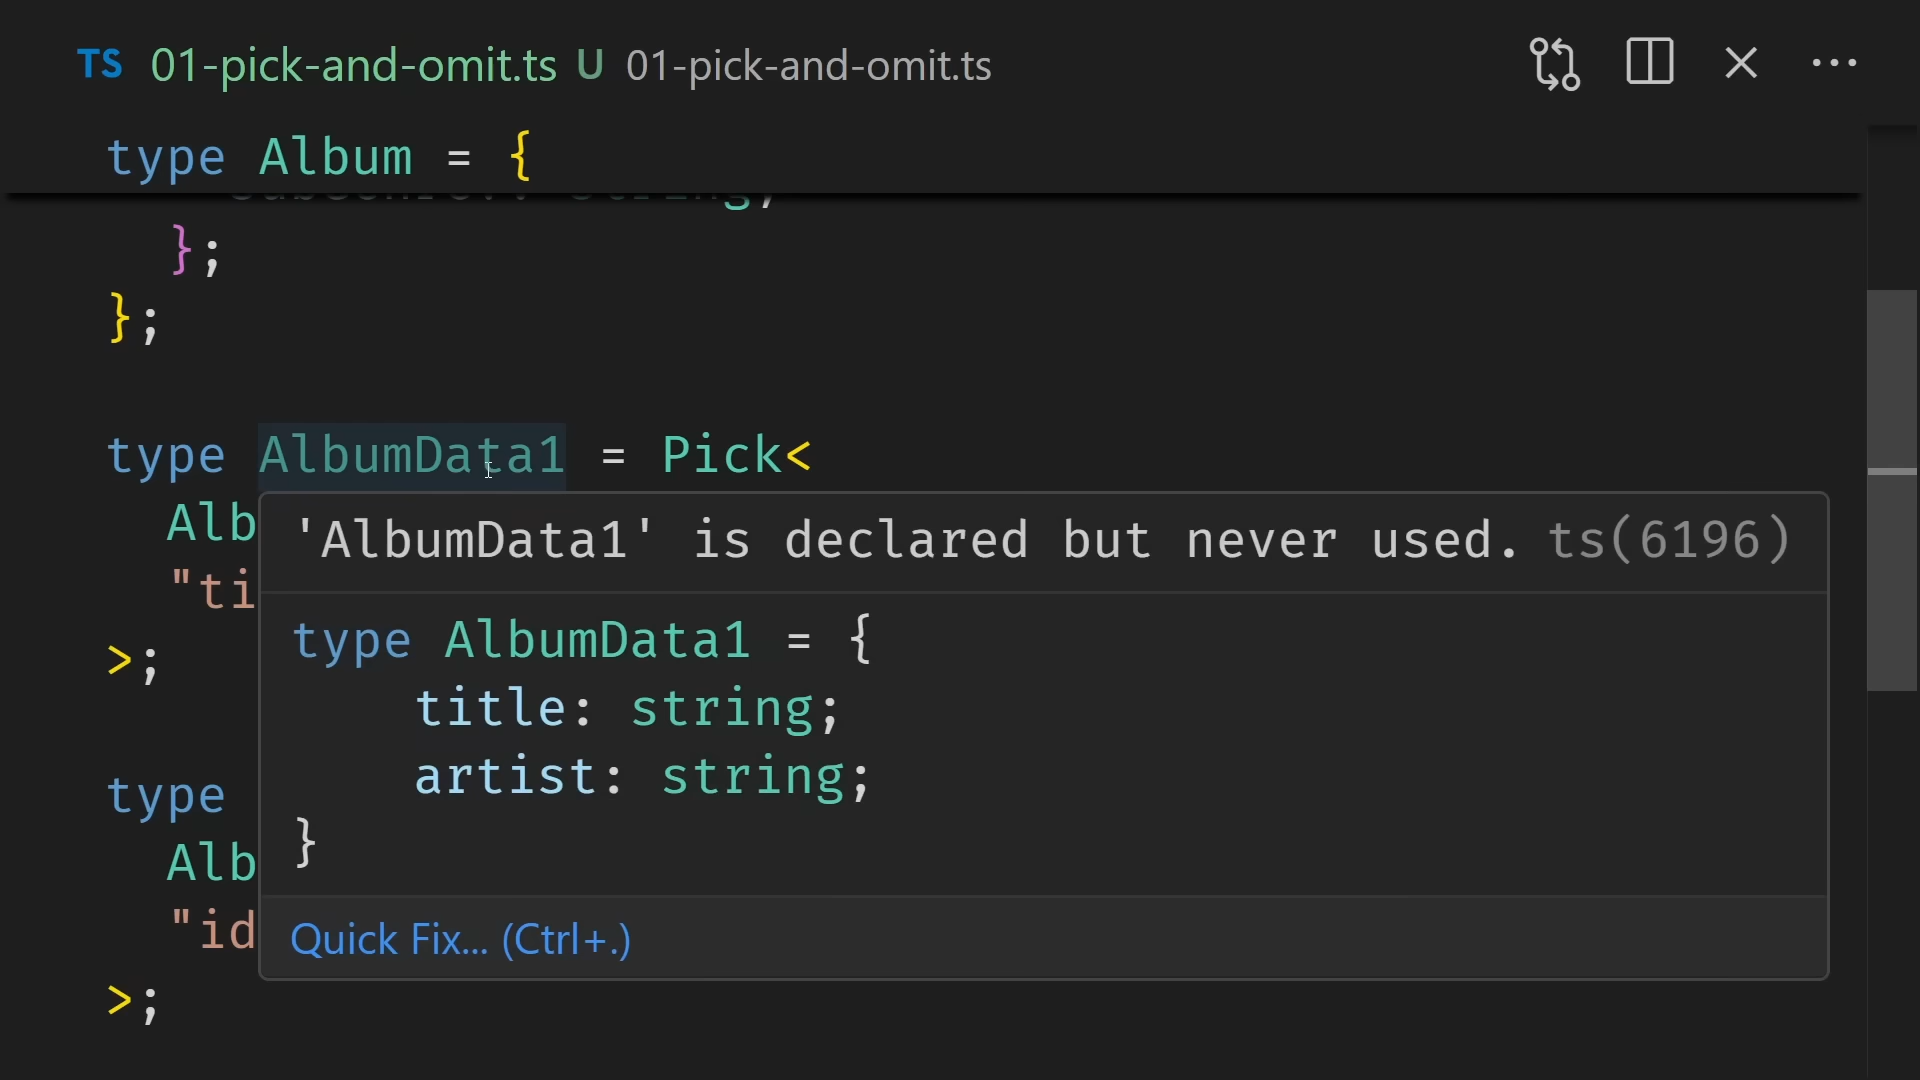 TS 01-pick-and-omit.ts U 01-pick-and-omit.ts
type Album = {
};
};
type AlbumData1 = Pick<
Alb
"ti
>;
'AlbumData1' is declared but never used. ts(6196)
type AlbumData1 = {
title: string;
artist: string;
}
Quick Fix... (Ctrl+.)
type
Alb
"id
>;